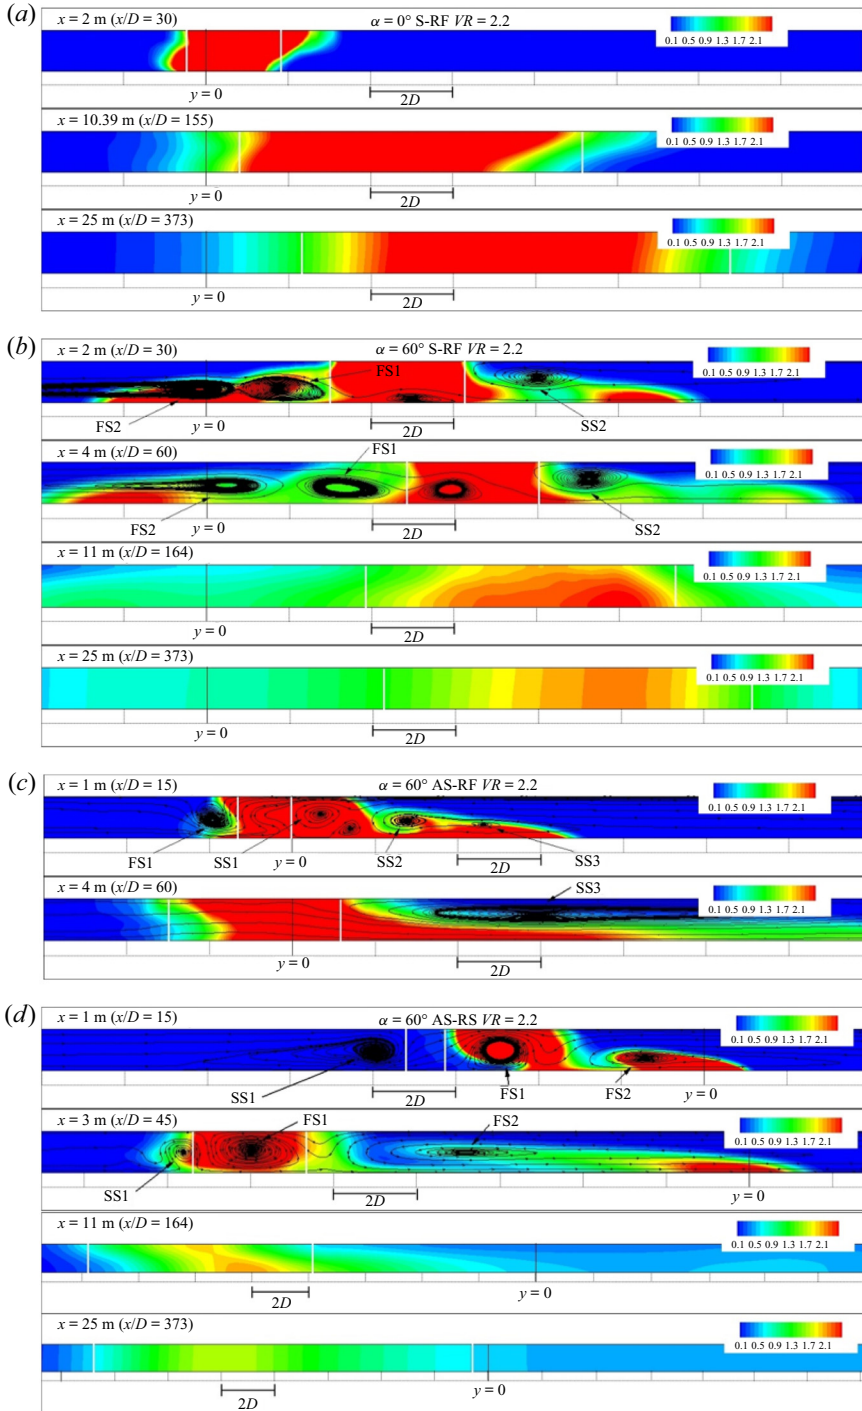 (a)
x = 2 m (x/D = 30)
α = 0° S-RF VR = 2.2
0.1 0.5 0.9 1.3 1.7 2.1
y = 0
2D
x = 10.39 m (x/D = 155)
0.1 0.5 0.9 1.3 1.7 2.1
y = 0
2D
x = 25 m (x/D = 373)
0.1 0.5 0.9 1.3 1.7 2.1
y = 0
2D
(b)
x = 2 m (x/D = 30)
α = 60° S-RF VR = 2.2
0.1 0.5 0.9 1.3 1.7 2.1
FS1
FS2
y = 0
2D
SS2
x = 4 m (x/D = 60)
FS1
0.1 0.5 0.9 1.3 1.7 2.1
FS2
y = 0
2D
SS2
x = 11 m (x/D = 164)
0.1 0.5 0.9 1.3 1.7 2.1
y = 0
2D
x = 25 m (x/D = 373)
0.1 0.5 0.9 1.3 1.7 2.1
y = 0
2D
(c)
x = 1 m (x/D = 15)
α = 60° AS-RF VR = 2.2
0.1 0.5 0.9 1.3 1.7 2.1
FS1
SS1
y = 0
SS2
2D
SS3
x = 4 m (x/D = 60)
SS3
0.1 0.5 0.9 1.3 1.7 2.1
y = 0
2D
(d)
x = 1 m (x/D = 15)
α = 60° AS-RS VR = 2.2
0.1 0.5 0.9 1.3 1.7 2.1
SS1
2D
FS1
FS2
y = 0
x = 3 m (x/D = 45)
FS1
FS2
0.1 0.5 0.9 1.3 1.7 2.1
SS1
2D
y = 0
x = 11 m (x/D = 164)
0.1 0.5 0.9 1.3 1.7 2.1
2D
y = 0
x = 25 m (x/D = 373)
0.1 0.5 0.9 1.3 1.7 2.1
2D
y = 0